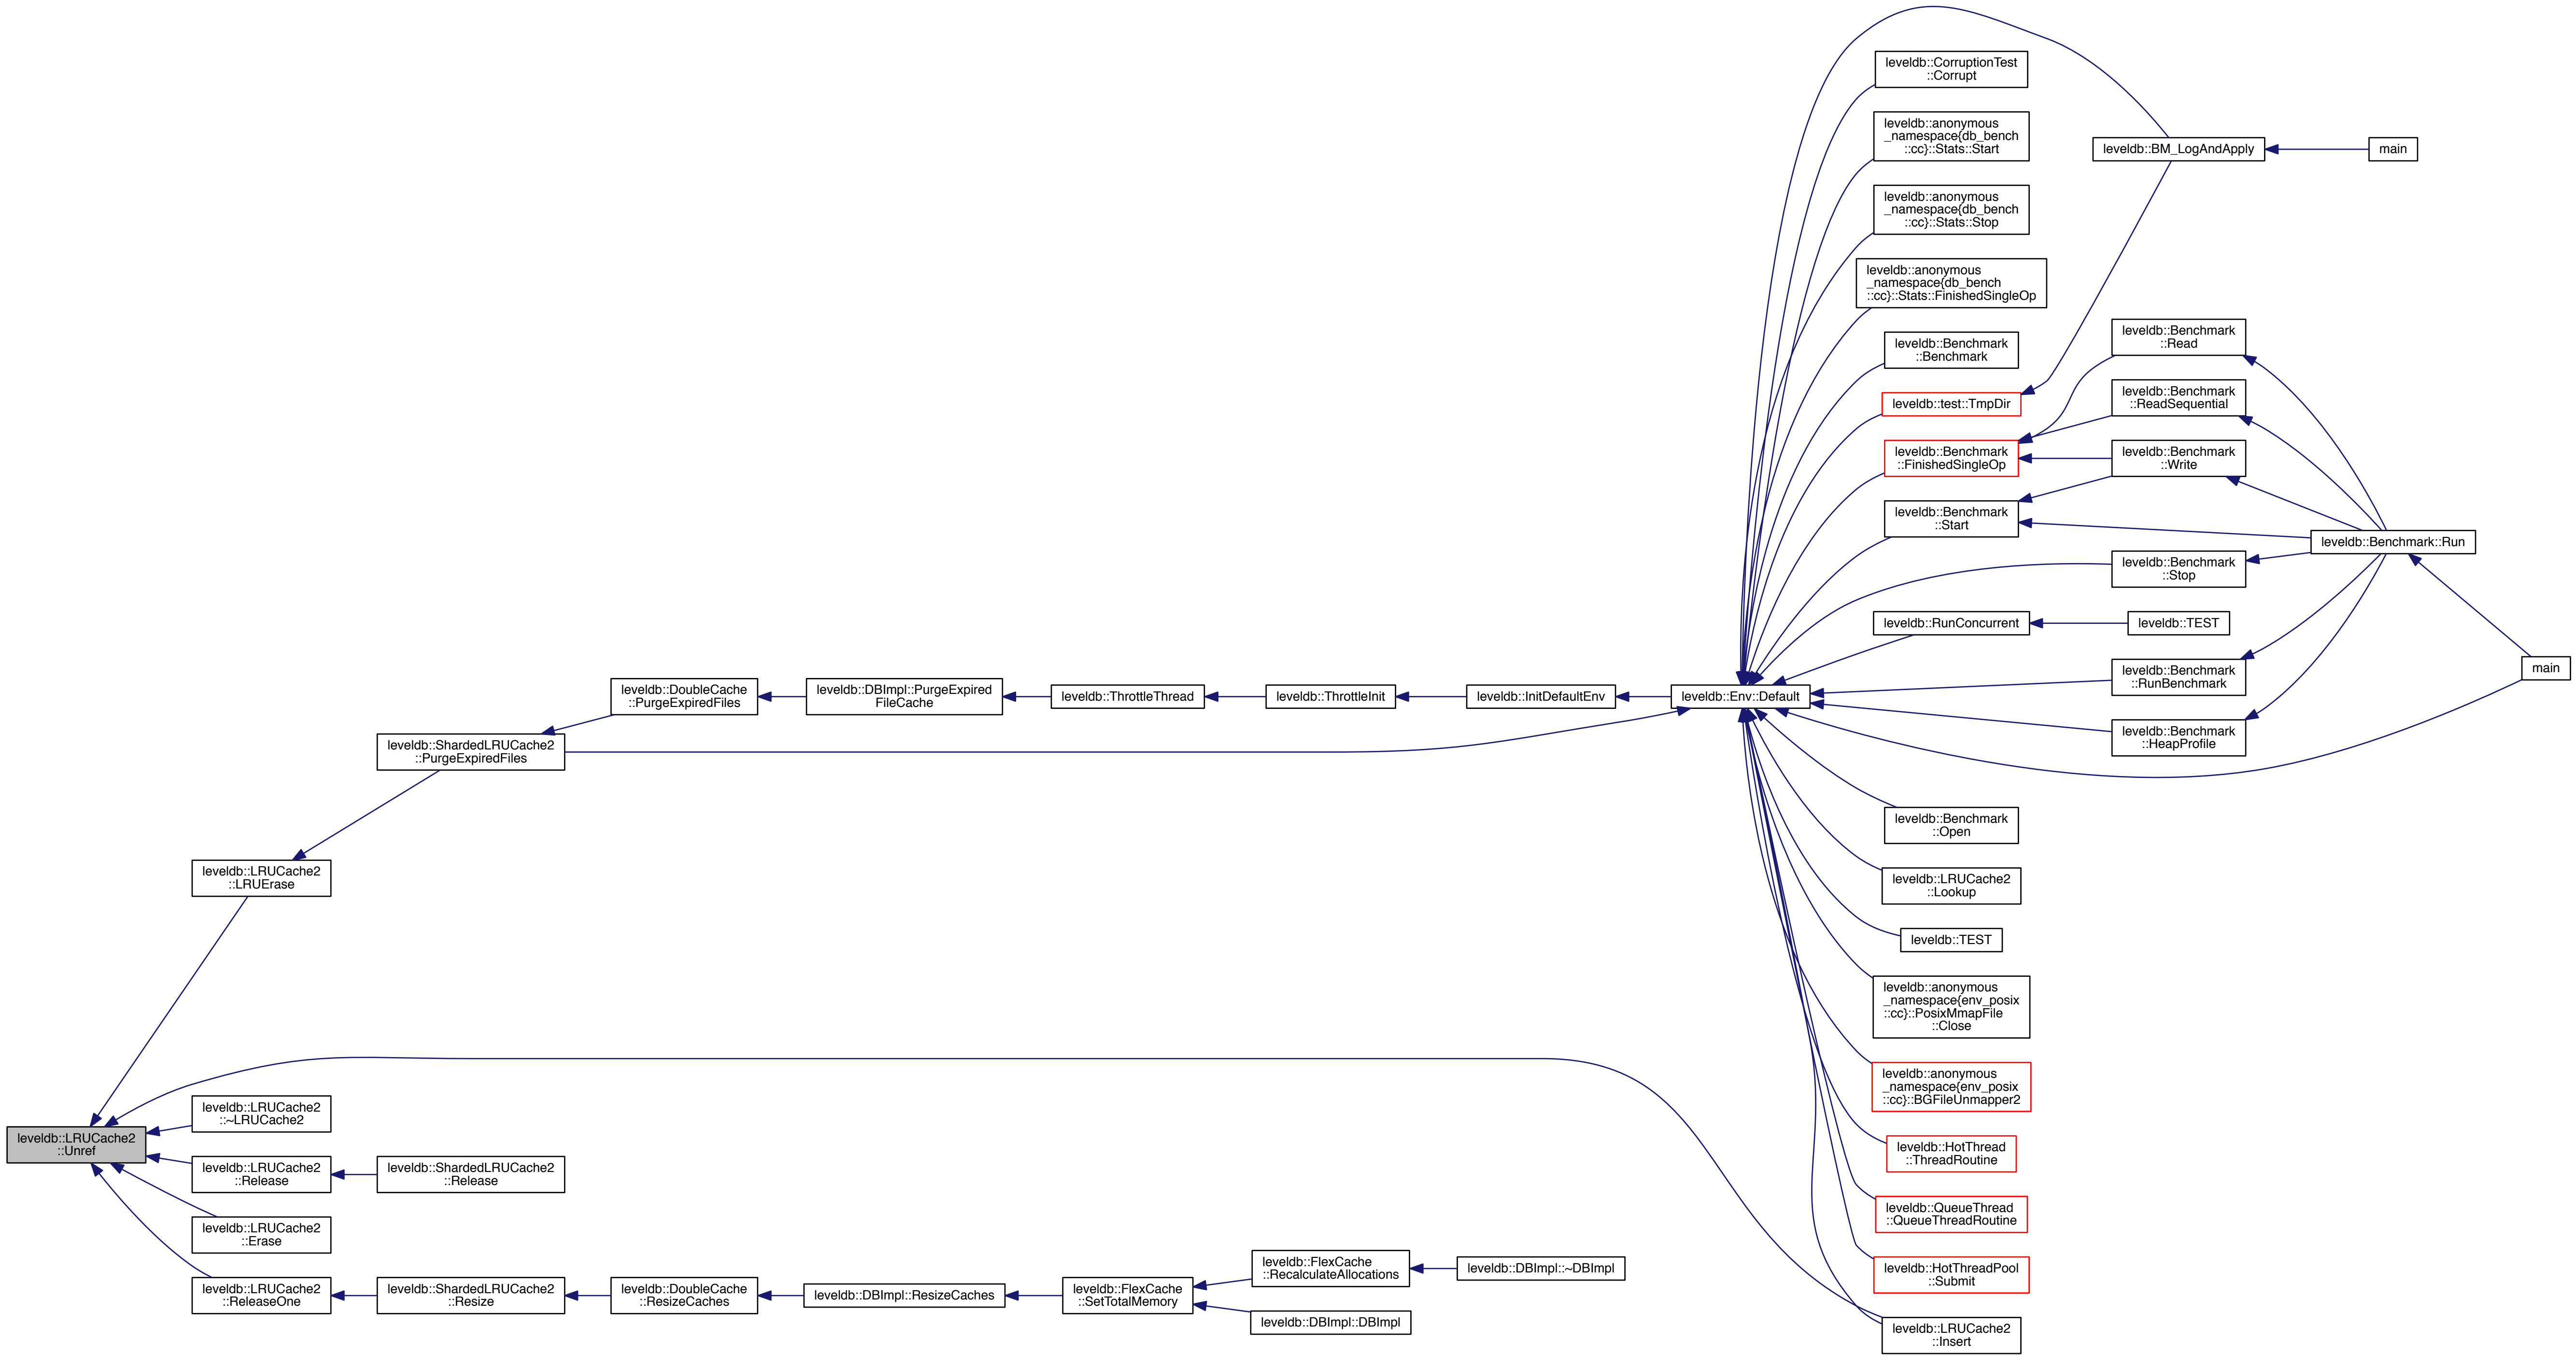 leveldb::LRUCache2
::Unref
leveldb::LRUCache2
::LRUErase
leveldb::LRUCache2
::~LRUCache2
leveldb::LRUCache2
::Release
leveldb::LRUCache2
::Erase
leveldb::LRUCache2
::ReleaseOne
leveldb::ShardedLRUCache2
::PurgeExpiredFiles
leveldb::ShardedLRUCache2
::Release
leveldb::ShardedLRUCache2
::Resize
leveldb::DoubleCache
::PurgeExpiredFiles
leveldb::DoubleCache
::ResizeCaches
leveldb::DBImpl::PurgeExpired
FileCache
leveldb::DBImpl::ResizeCaches
leveldb::ThrottleThread
leveldb::FlexCache
::SetTotalMemory
leveldb::ThrottleInit
leveldb::FlexCache
::RecalculateAllocations
leveldb::DBImpl::DBImpl
leveldb::InitDefaultEnv
leveldb::DBImpl::~DBImpl
leveldb::Env::Default
leveldb::CorruptionTest
::Corrupt
leveldb::anonymous
_namespace{db_bench
::cc}::Stats::Start
leveldb::anonymous
_namespace{db_bench
::cc}::Stats::Stop
leveldb::anonymous
_namespace{db_bench
::cc}::Stats::FinishedSingleOp
leveldb::Benchmark
::Benchmark
leveldb::test::TmpDir
leveldb::Benchmark
::FinishedSingleOp
leveldb::Benchmark
::Start
leveldb::RunConcurrent
leveldb::Benchmark
::Open
leveldb::LRUCache2
::Lookup
leveldb::TEST
leveldb::anonymous
_namespace{env_posix
::cc}::PosixMmapFile
::Close
leveldb::anonymous
_namespace{env_posix
::cc}::BGFileUnmapper2
leveldb::HotThread
::ThreadRoutine
leveldb::QueueThread
::QueueThreadRoutine
leveldb::HotThreadPool
::Submit
leveldb::LRUCache2
::Insert
leveldb::BM_LogAndApply
leveldb::Benchmark
::Read
leveldb::Benchmark
::ReadSequential
leveldb::Benchmark
::Write
leveldb::Benchmark
::Stop
leveldb::TEST
leveldb::Benchmark
::RunBenchmark
leveldb::Benchmark
::HeapProfile
main
leveldb::Benchmark::Run
main